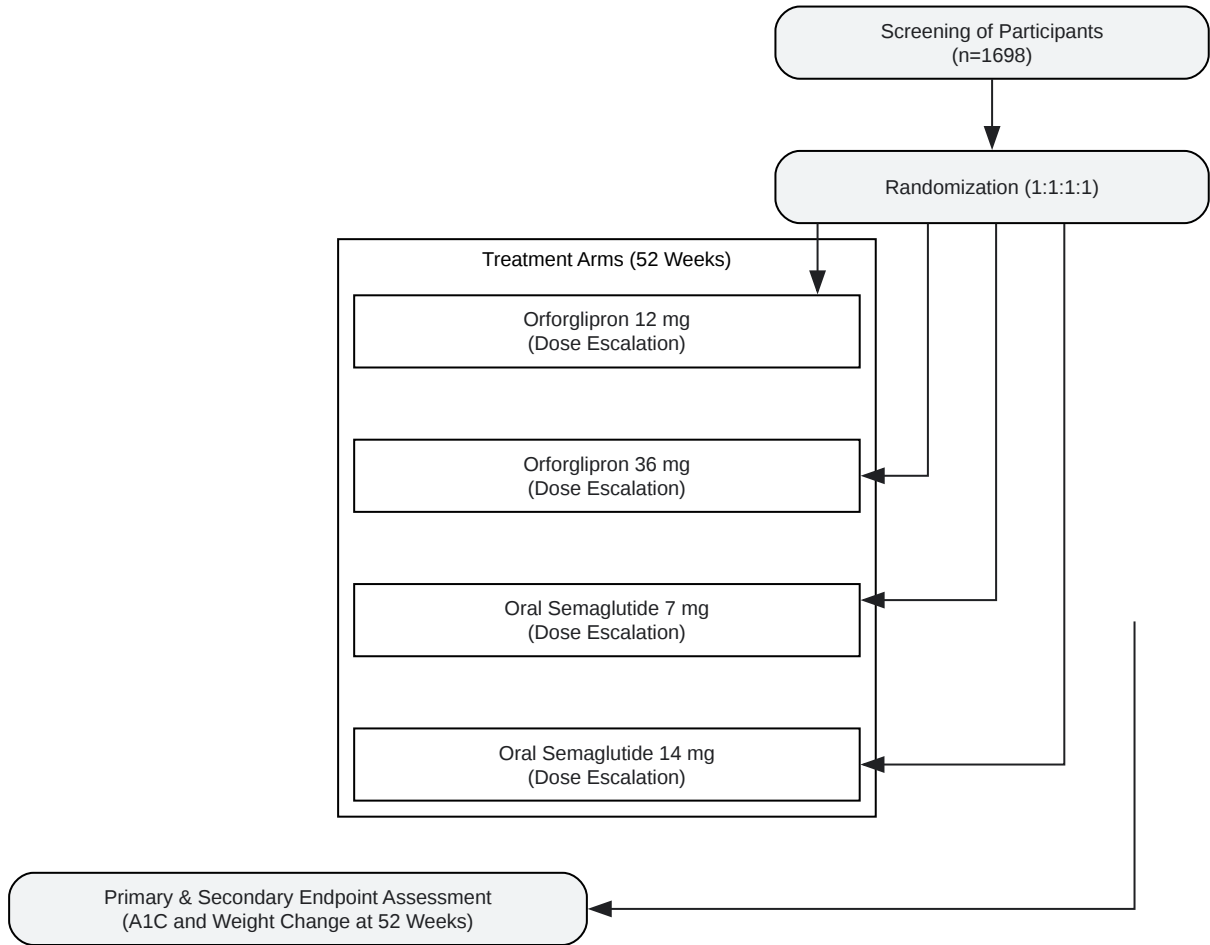 Screening of Participants
(n=1698)
Randomization (1:1:1:1)
Treatment Arms (52 Weeks)
Orforglipron 12 mg
(Dose Escalation)
Orforglipron 36 mg
(Dose Escalation)
Oral Semaglutide 7 mg
(Dose Escalation)
Oral Semaglutide 14 mg
(Dose Escalation)
Primary & Secondary Endpoint Assessment
(A1C and Weight Change at 52 Weeks)